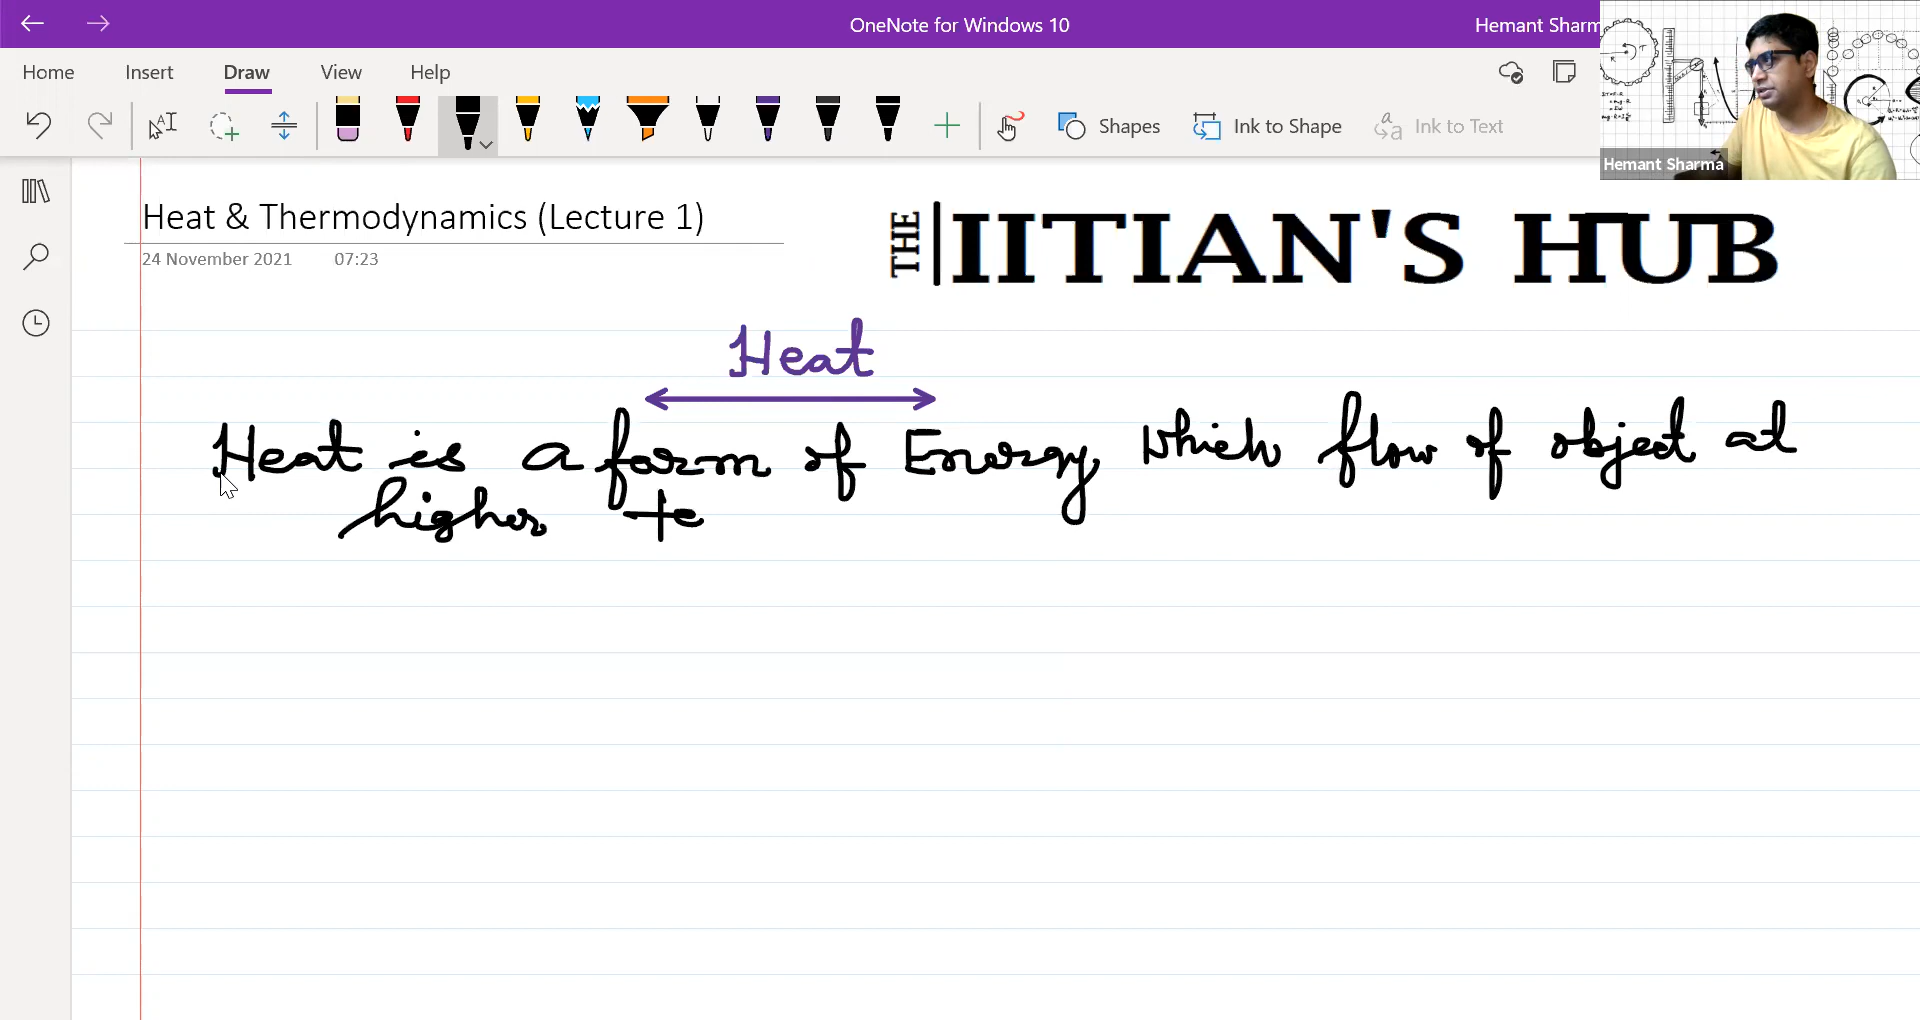 OneNote for Windows 10
Hemant Sharm
Home Insert Draw View Help
Shapes Ink to Shape Ink to Text
Hemant Sharma
Heat & Thermodynamics (Lecture 1)
24 November 2021 07:23
THE IITIAN'S HUB
Heat
Heat is a form of Energy which flow of object at
higher te